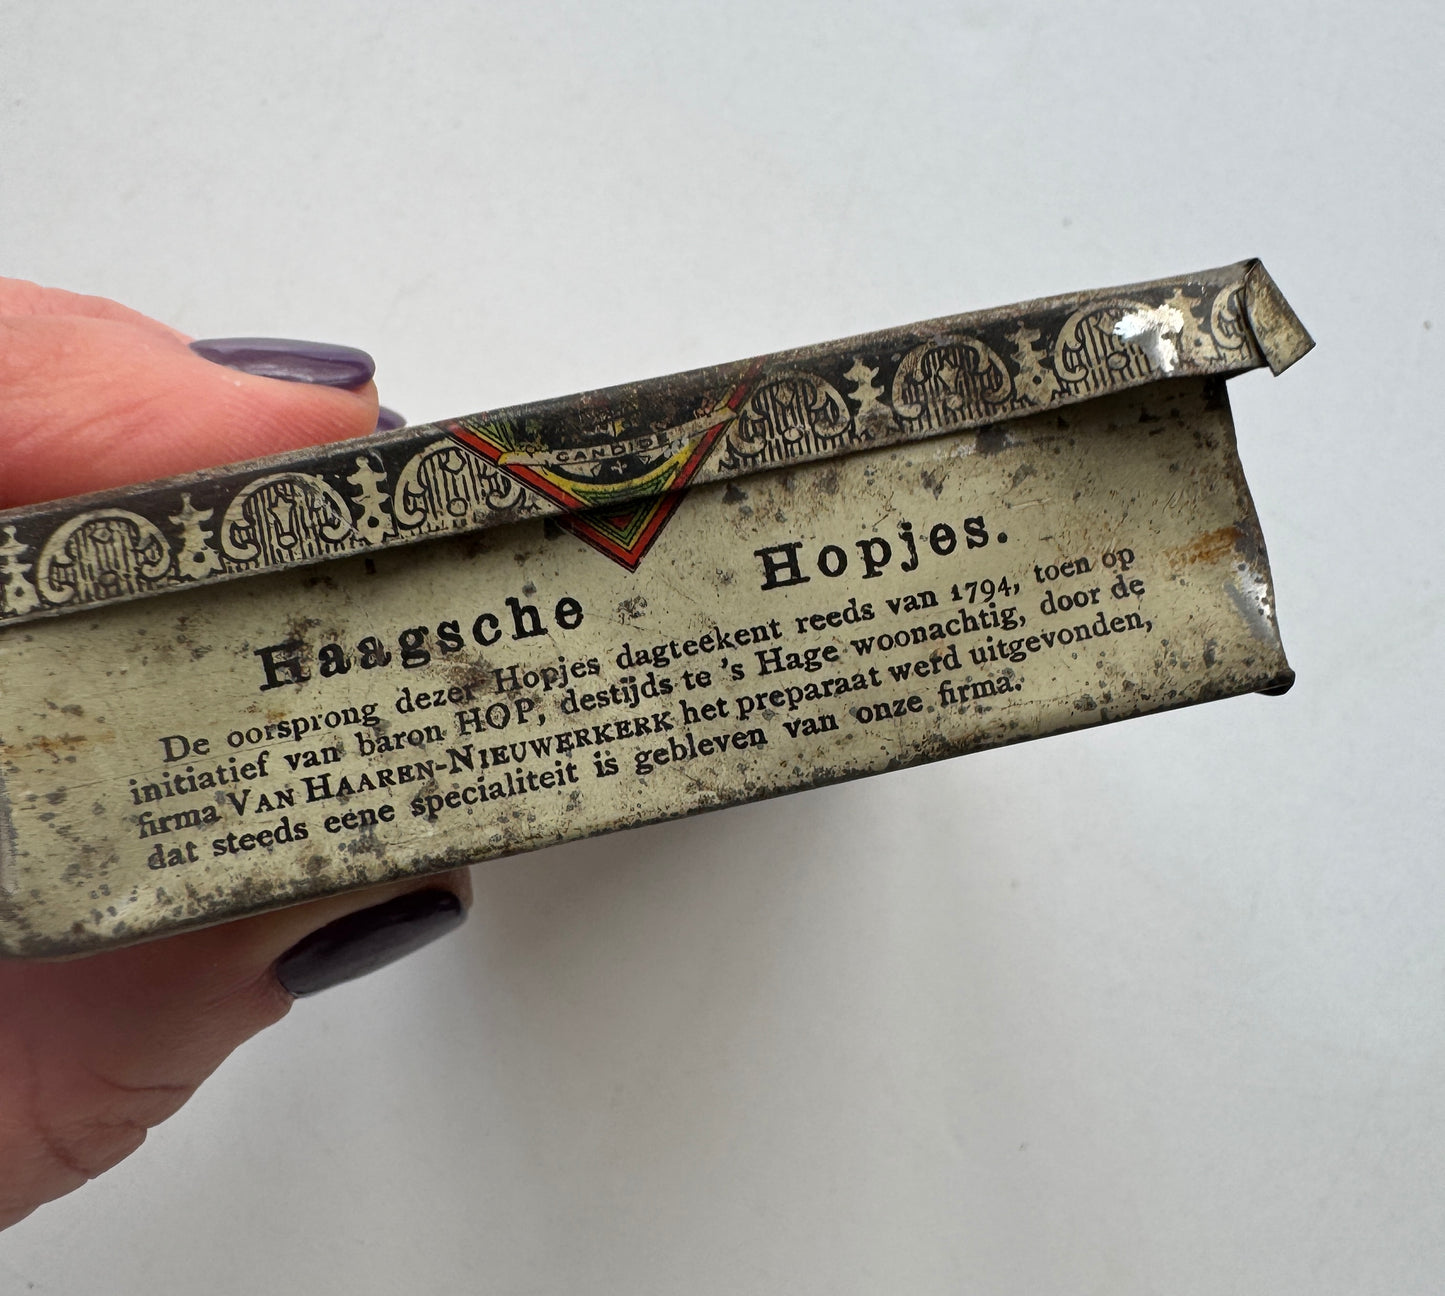 CANDIDE
Haagsche Hopjes.
De oorsprong dezer Hopjes dagteekent reeds van 1794, toen op
initiatief van baron HOP, destijds te 's Hage woonachtig, door de
firma VAN HAAREN-NIEUWERKERK het preparaat werd uitgevonden,
dat steeds eene specialiteit is gebleven van onze firma.